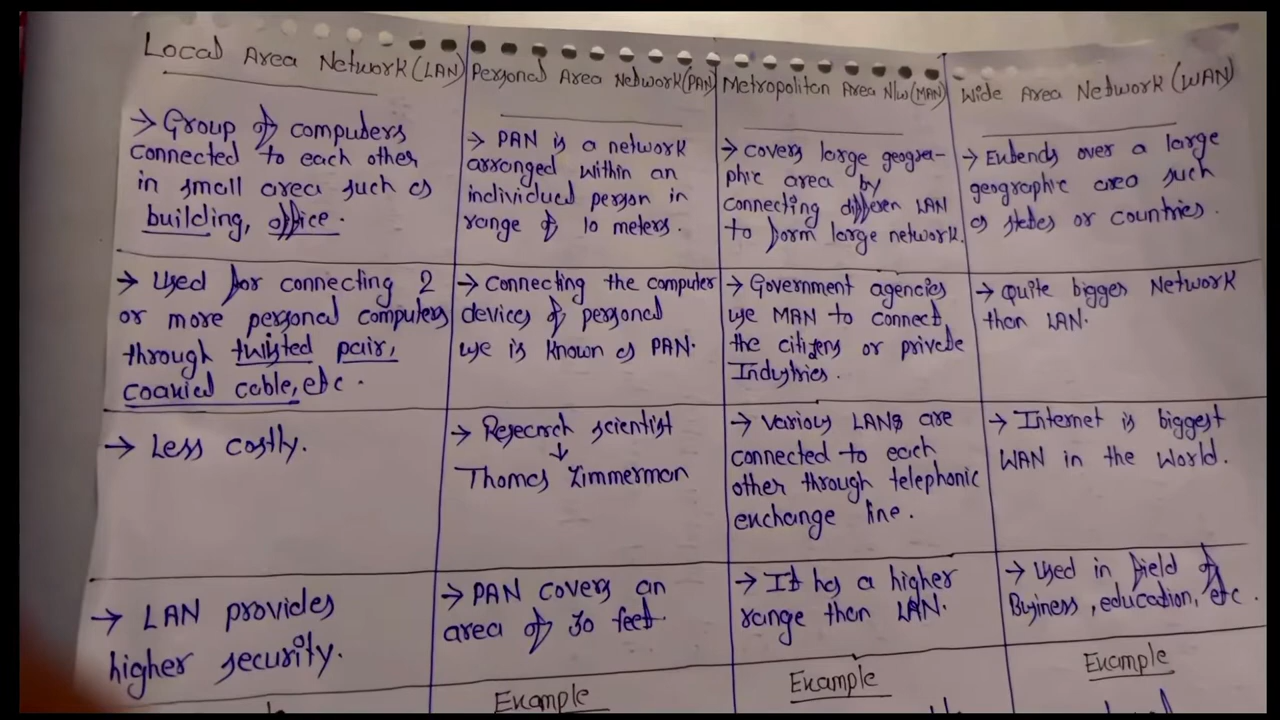 Local Area Network (LAN)
Personal Area Network (PAN)
Metropolitan Area N/w (MAN)
Wide Area Network (WAN)
→ Group of computers
connected to each other
in small area such as
building, office.
→ PAN is a network
arranged within an
individual person in
range of 10 meters.
→ covers large geogra-
phic area by
connecting differen LAN
to form large network.
→ Extends over a large
geographic area such
as states or countries.
→ Used for connecting 2
or more personal computers
through twisted pair,
coaxial cable, etc.
→ Connecting the computer
devices of personal
use is known as PAN.
→ Government agencies
use MAN to connect
the citizens or private
Industries.
→ Quite bigger Network
than LAN.
→ Less costly.
→ Research scientist
↓
Thomas Zimmerman
→ Various LANs are
connected to each
other through telephonic
exchange line.
→ Internet is biggest
WAN in the World.
→ LAN provides
higher security.
→ PAN covers an
area of 30 feet
→ It has a higher
range than LAN.
→ Used in field of
Business, education, etc.
Example
Example
Example